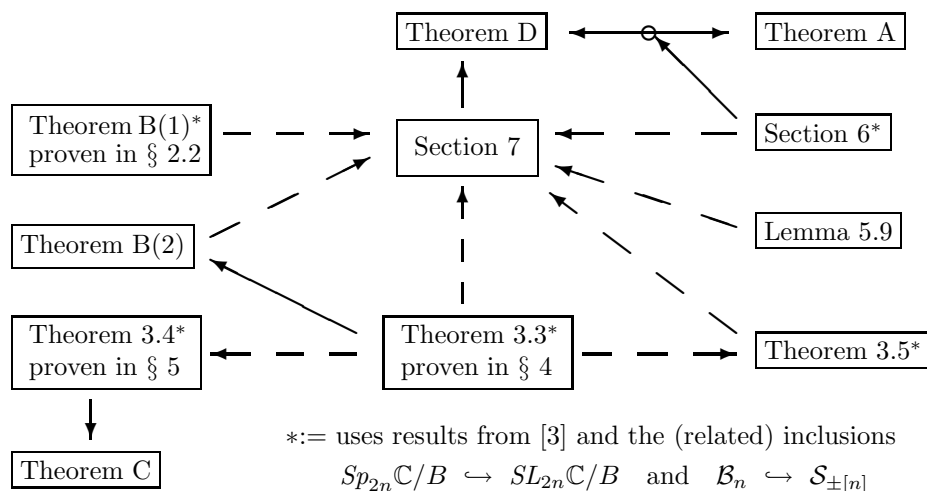 Theorem D
Theorem A
Theorem B(1)*
proven in § 2.2
Section 7
Section 6*
Theorem B(2)
Lemma 5.9
Theorem 3.4*
proven in § 5
Theorem 3.3*
proven in § 4
Theorem 3.5*
Theorem C
*:= uses results from [3] and the (related) inclusions
Sp₂ₙℂ/B ↪ SL₂ₙℂ/B and ℬₙ ↪ 𝒮±[n]